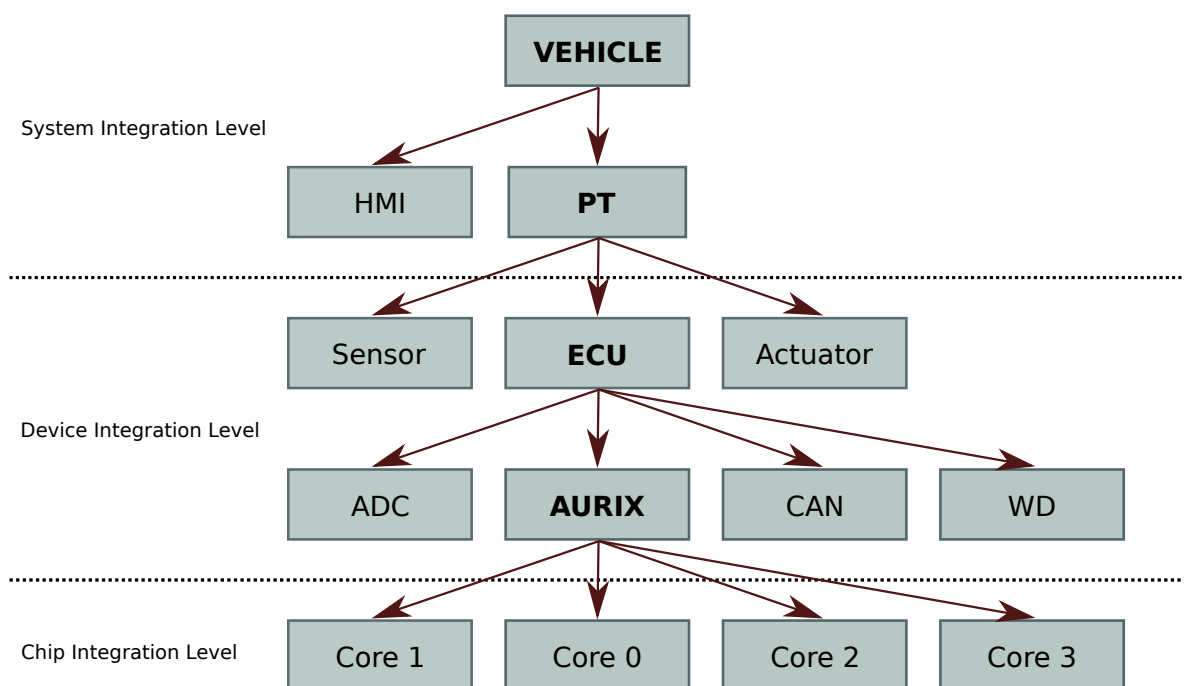 VEHICLE
System Integration Level
HMI
PT
Sensor
ECU
Actuator
Device Integration Level
ADC
AURIX
CAN
WD
Chip Integration Level
Core 1
Core 0
Core 2
Core 3